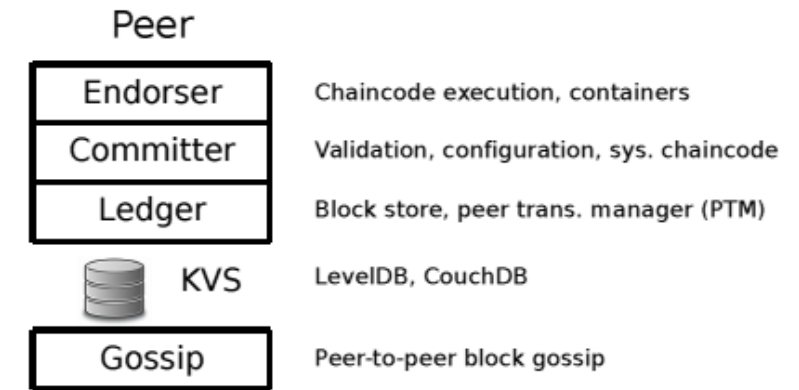 Peer
Endorser Chaincode execution, containers
Committer Validation, configuration, sys. chaincode
Ledger Block store, peer trans. manager (PTM)
KVS LevelDB, CouchDB
Gossip Peer-to-peer block gossip